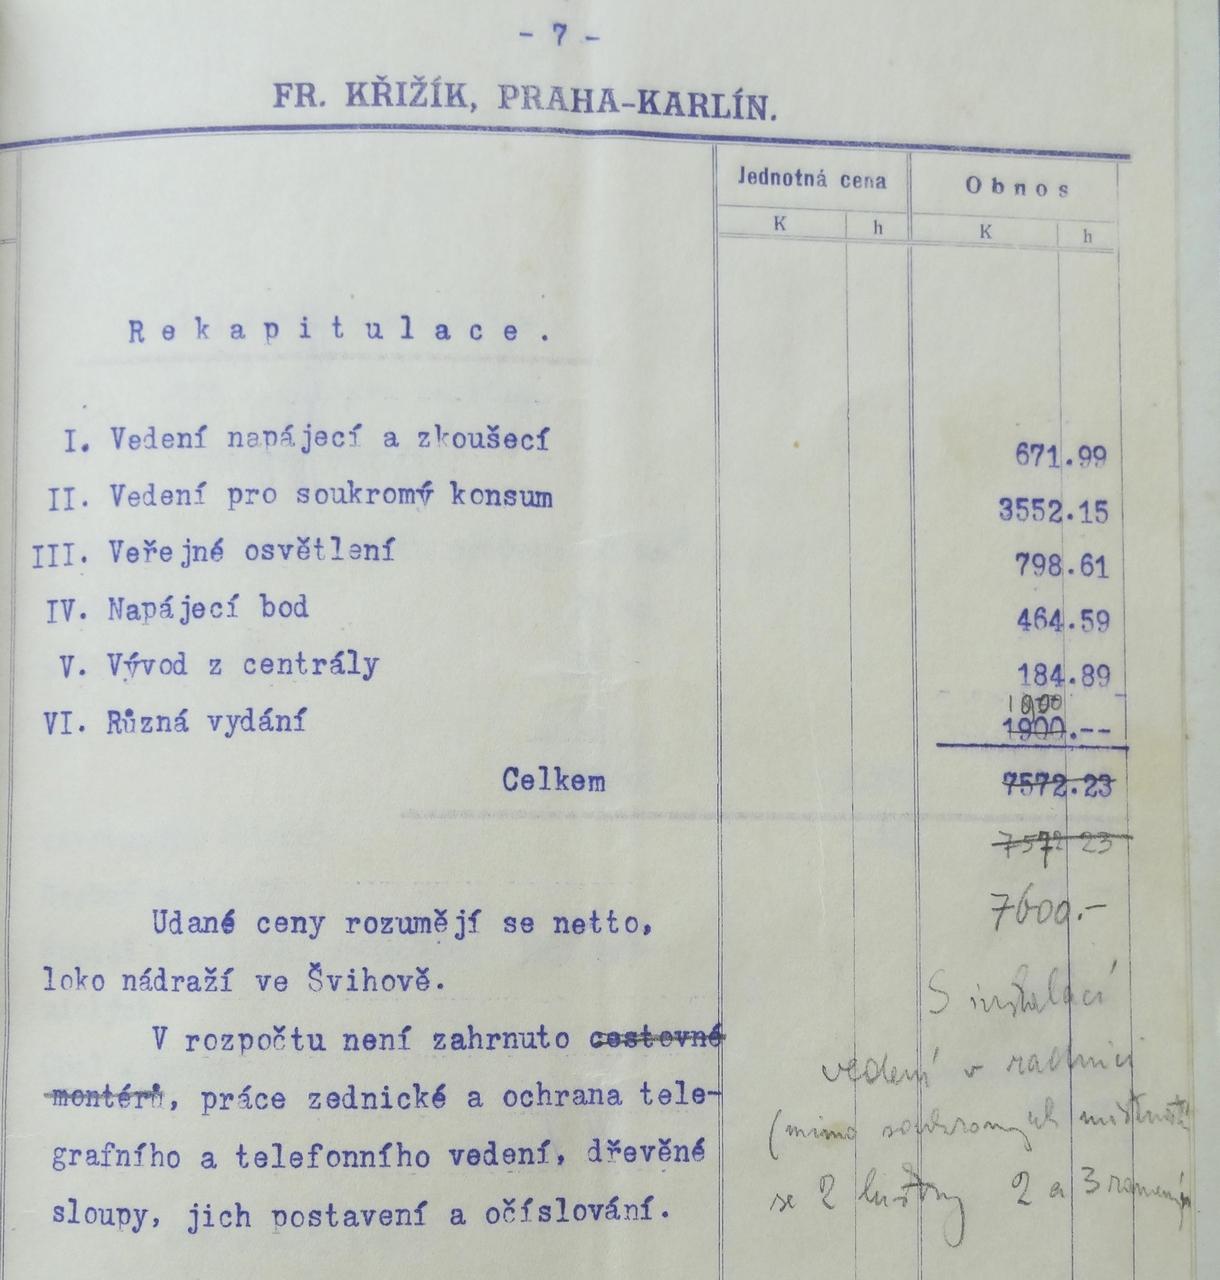 - 7 -
FR. KŘIŽÍK, PRAHA-KARLÍN.
Jednotná cena Obnos
K h K h
Rekapitulace.
I. Vedení napájecí a zkoušecí 671.99
II. Vedení pro soukromý konsum 3552.15
III. Veřejné osvětlení 798.61
IV. Napájecí bod 464.59
V. Vývod z centrály 184.89
1900
VI. Různá vydání 1900.--
Celkem 7572.23
7572 23
7600.-
Udané ceny rozumějí se netto,
loko nádraží ve Švihově.
S instalací
V rozpočtu není zahrnuto cestovné
vedení v radnici
montérů, práce zednické a ochrana tele-
(mimo soukromých místností
grafního a telefonního vedení, dřevěné
se 2 lustry 2 a 3
sloupy, jich postavení a očíslování.